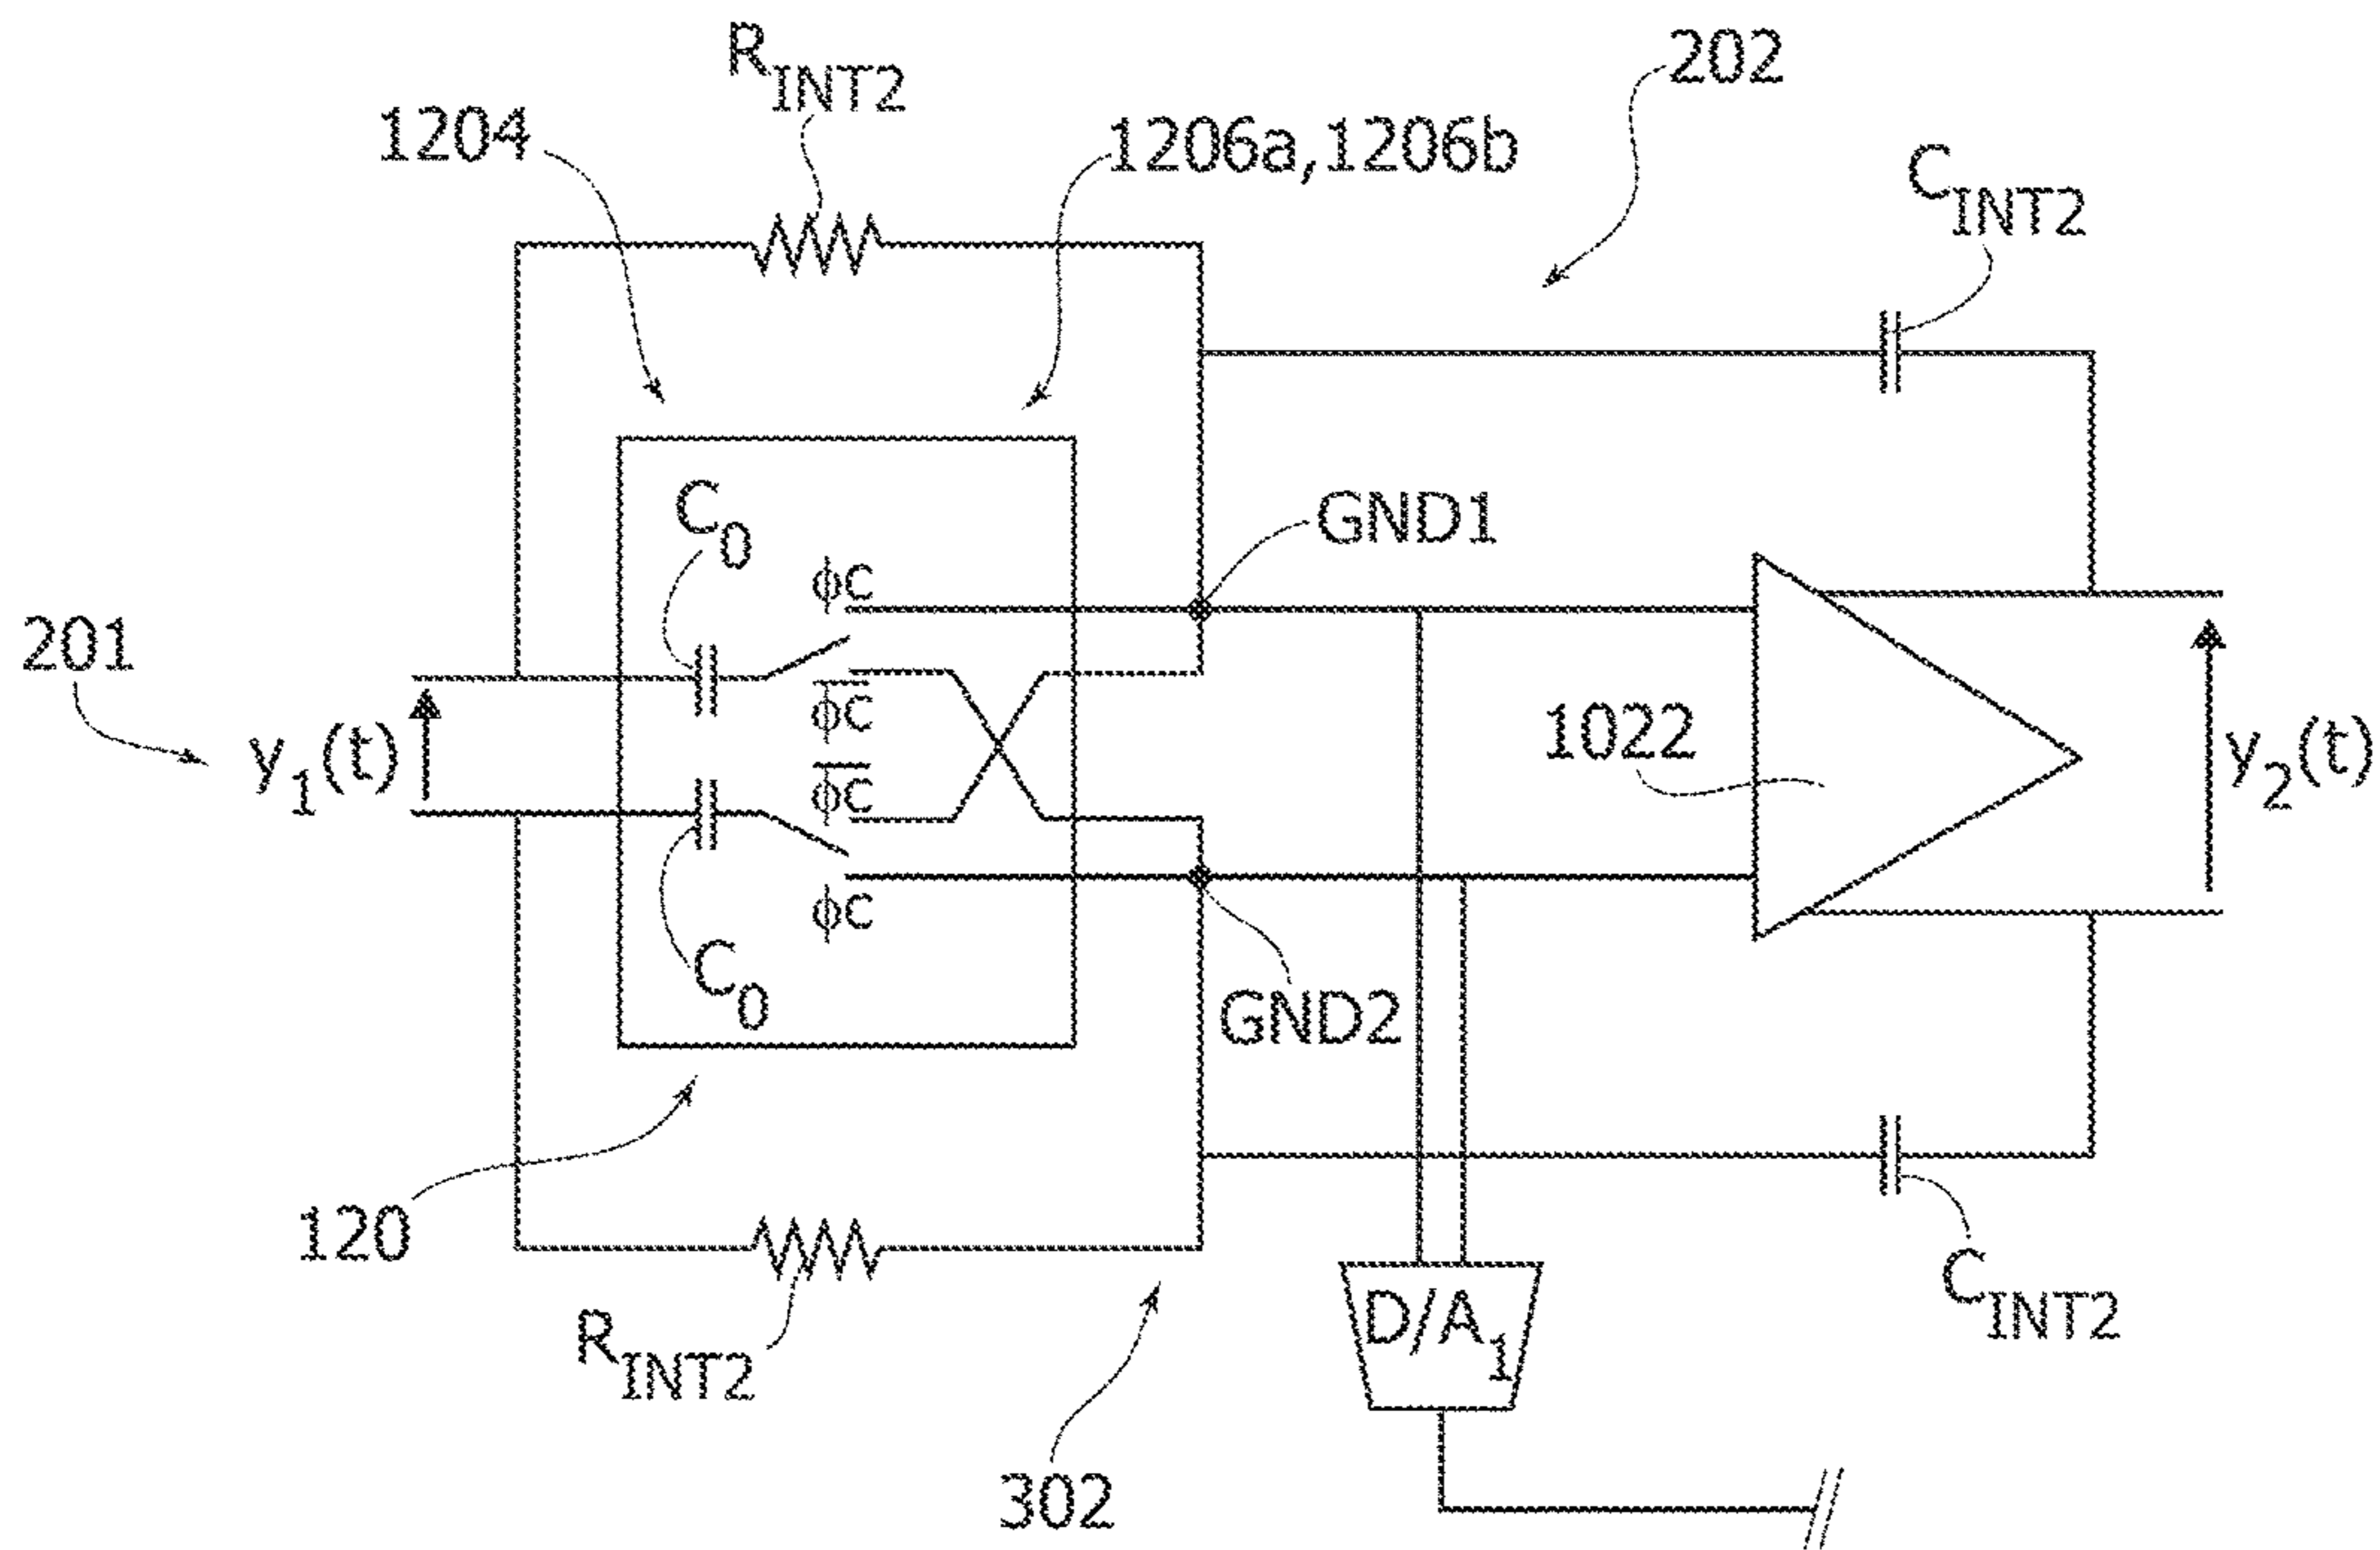 R_INT2
202
1204
1206a,1206b
C_INT2
C_0
GND1
ϕC
201
ϕC̅
1022
y_1(t)
y_2(t)
ϕC̅
ϕC
C_0
GND2
120
C_INT2
D/A_1
R_INT2
302